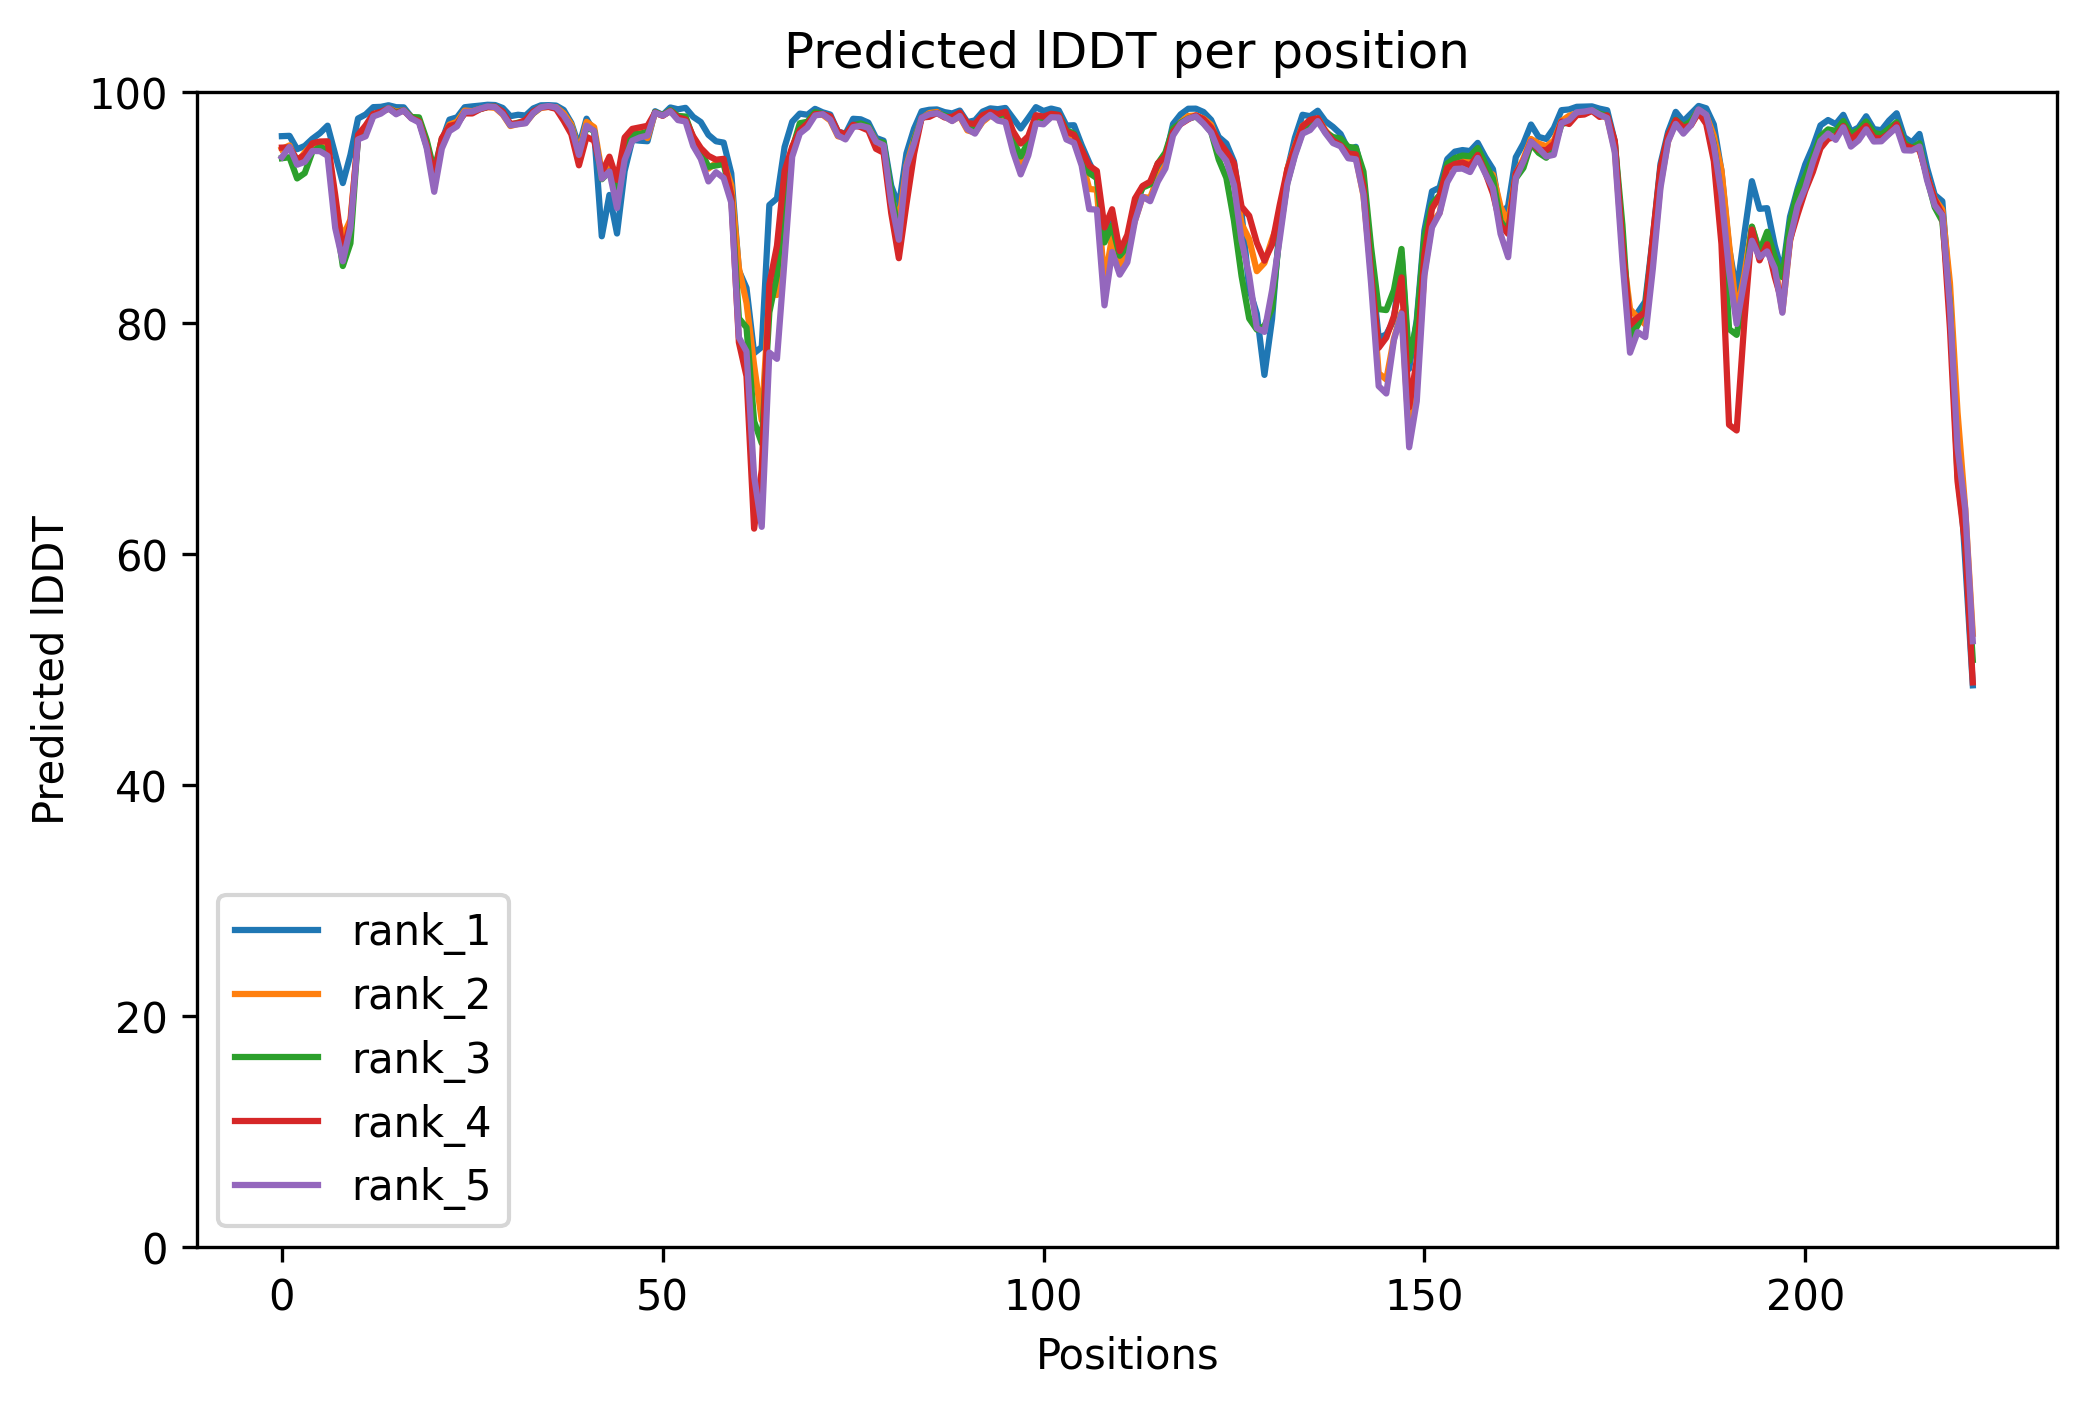 Predicted lDDT per position
100
80
60
40
20
0
Predicted lDDT
rank_1
rank_2
rank_3
rank_4
rank_5
0 50 100 150 200
Positions